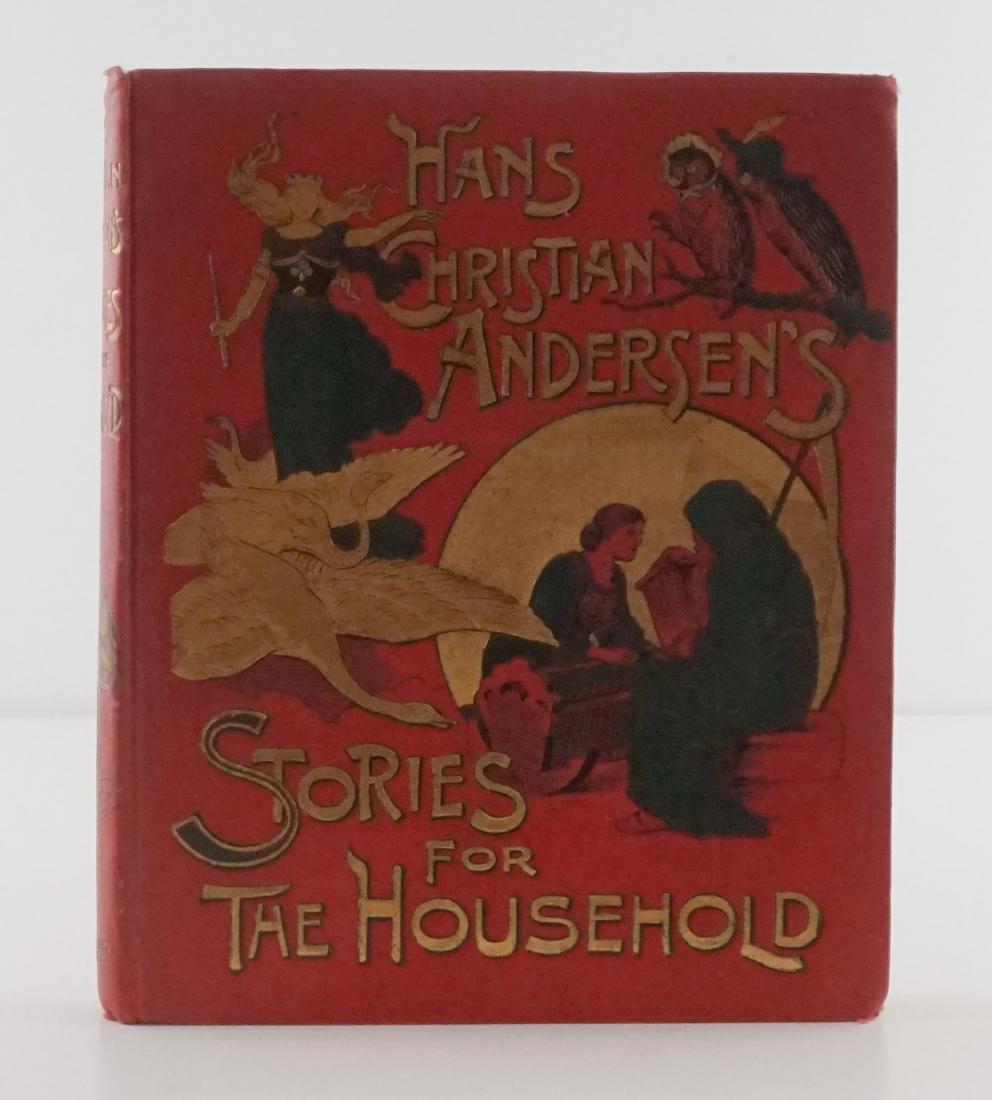 HANS
CHRISTIAN
ANDERSEN'S
STORIES
FOR
THE HOUSEHOLD